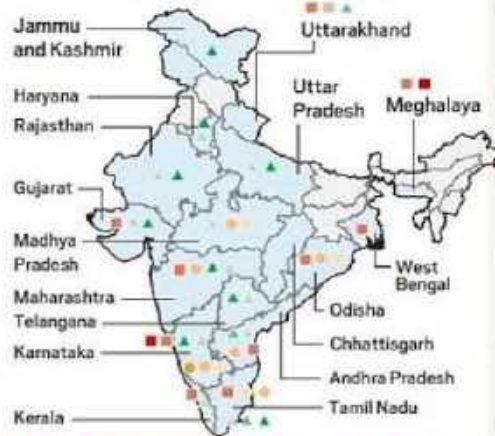 Jammu
and Kashmir
Uttarakhand
Haryana
Uttar
Pradesh
Meghalaya
Rajasthan
Gujarat
Madhya
Pradesh
West
Bengal
Maharashtra
Odisha
Telangana
Chhattisgarh
Karnataka
Andhra Pradesh
Tamil Nadu
Kerala